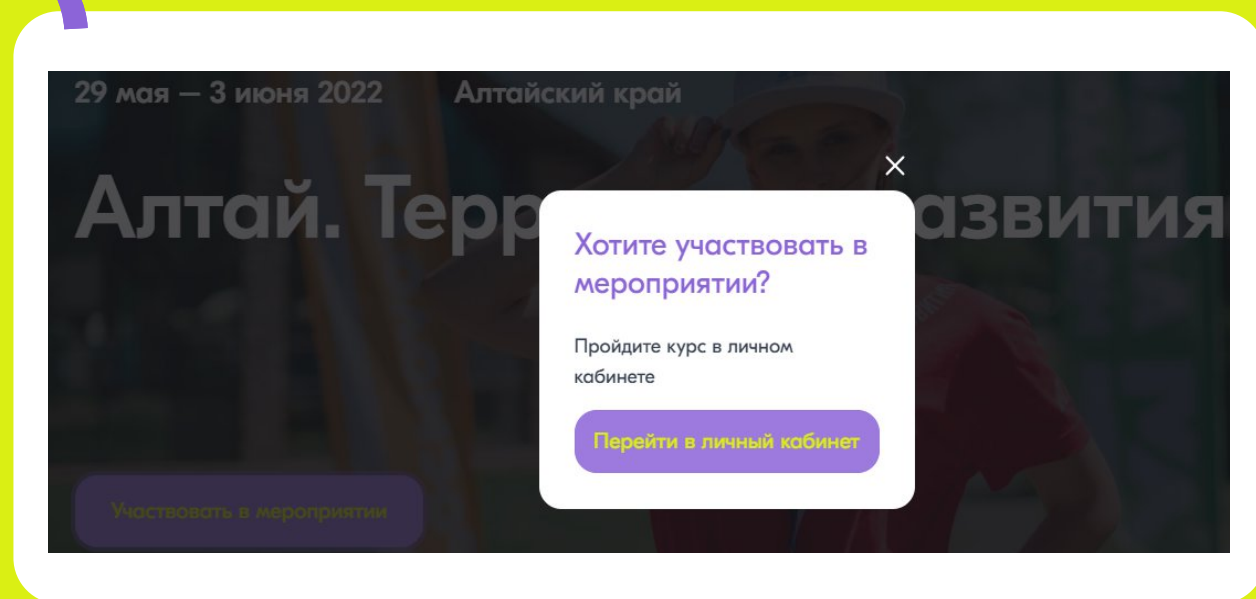 29 мая — 3 июня 2022 Алтайский край
Алтай. Терр азвития
Хотите участвовать в
мероприятии?
Пройдите курс в личном
кабинете
Перейти в личный кабинет
Участвовать в мероприятии